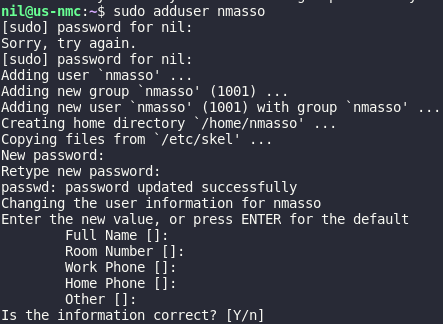 nil@us-nmc:~$ sudo adduser nmasso
[sudo] password for nil:
Sorry, try again.
[sudo] password for nil:
Adding user `nmasso' ...
Adding new group `nmasso' (1001) ...
Adding new user `nmasso' (1001) with group `nmasso' ...
Creating home directory `/home/nmasso' ...
Copying files from `/etc/skel' ...
New password:
Retype new password:
passwd: password updated successfully
Changing the user information for nmasso
Enter the new value, or press ENTER for the default
        Full Name []:
        Room Number []:
        Work Phone []:
        Home Phone []:
        Other []:
Is the information correct? [Y/n]